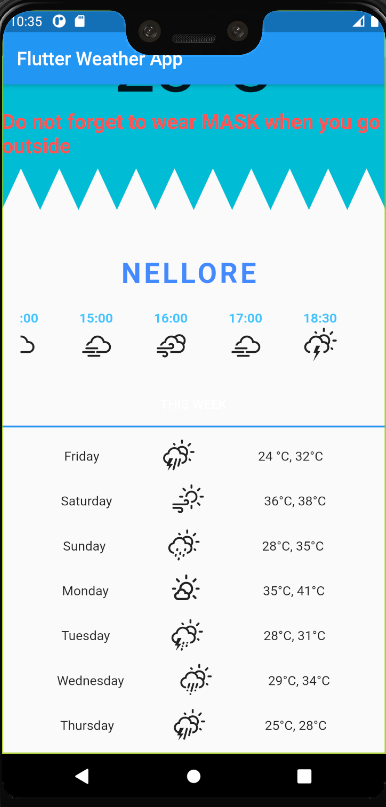 10:35
Flutter Weather App
Do not forget to wear MASK when you go
outside
NELLORE
:00 15:00 16:00 17:00 18:30
THIS WEEK
Friday 24 °C, 32°C
Saturday 36°C, 38°C
Sunday 28°C, 35°C
Monday 35°C, 41°C
Tuesday 28°C, 31°C
Wednesday 29°C, 34°C
Thursday 25°C, 28°C